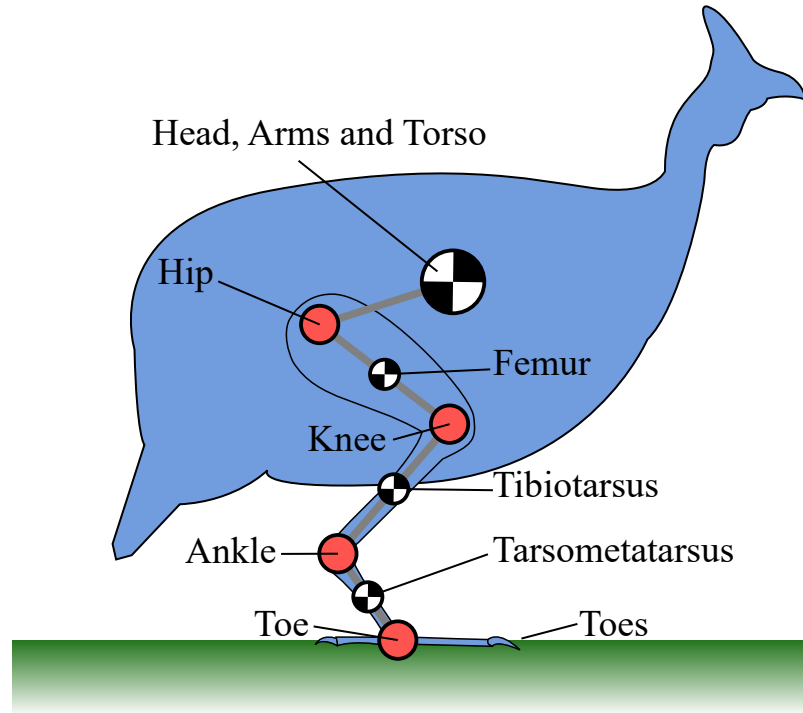 Head, Arms and Torso
Hip
Femur
Knee
Tibiotarsus
Ankle
Tarsometatarsus
Toe
Toes